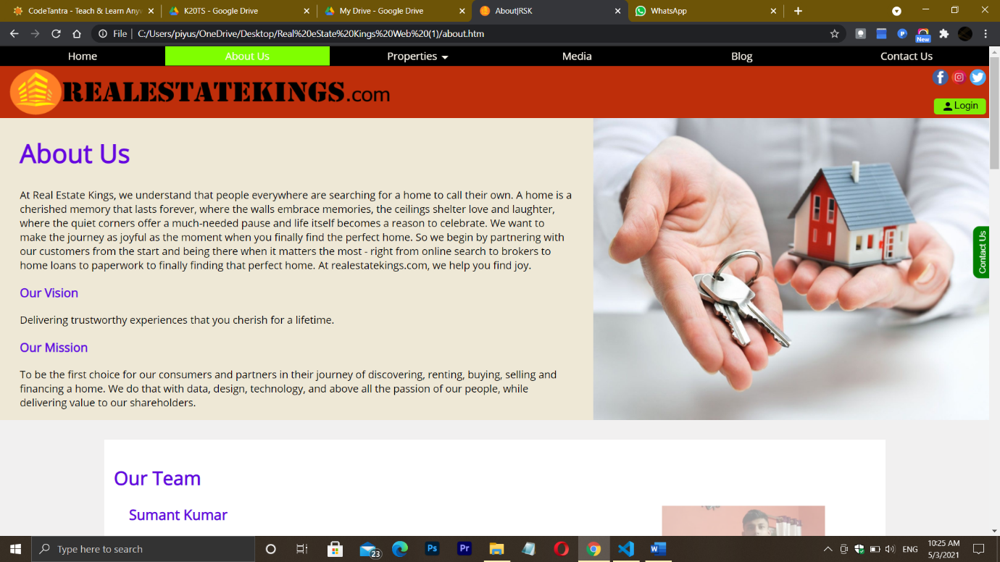 CodeTantra - Teach & Learn Any
K20TS - Google Drive
My Drive - Google Drive
About|RSK
WhatsApp
File | C:/Users/piyus/OneDrive/Desktop/Real%20eState%20Kings%20Web%20(1)/about.htm
New
Home
About Us
Properties
Media
Blog
Contact Us
REALESTATEKINGS.com
Login
About Us
At Real Estate Kings, we understand that people everywhere are searching for a home to call their own. A home is a
cherished memory that lasts forever, where the walls embrace memories, the ceilings shelter love and laughter,
where the quiet corners offer a much-needed pause and life itself becomes a reason to celebrate. We want to
make the journey as joyful as the moment when you finally find the perfect home. So we begin by partnering with
our customers from the start and being there when it matters the most - right from online search to brokers to
home loans to paperwork to finally finding that perfect home. At realestatekings.com, we help you find joy.
Our Vision
Delivering trustworthy experiences that you cherish for a lifetime.
Our Mission
To be the first choice for our consumers and partners in their journey of discovering, renting, buying, selling and
financing a home. We do that with data, design, technology, and above all the passion of our people, while
delivering value to our shareholders.
Contact Us
Our Team
Sumant Kumar
Type here to search
23
Ps
Pr
ENG
10:25 AM
5/3/2021